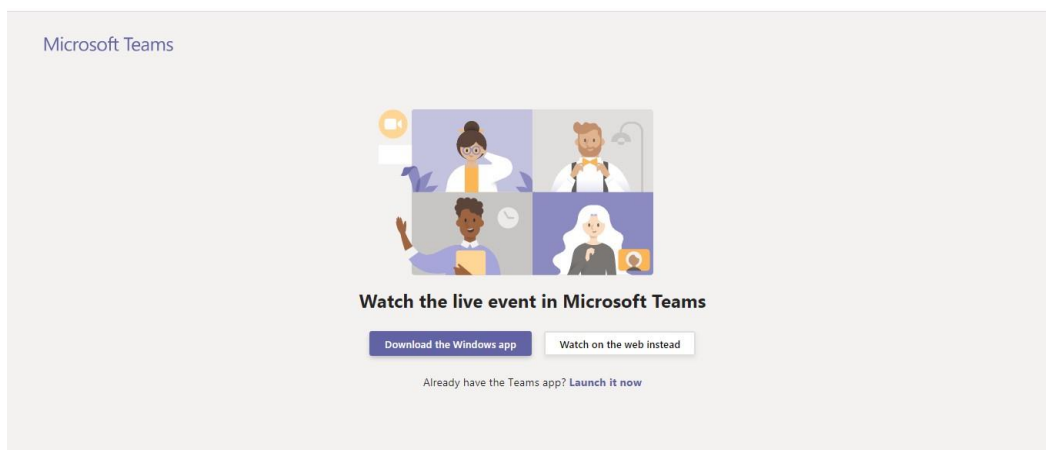 Microsoft Teams
Watch the live event in Microsoft Teams
Download the Windows app
Watch on the web instead
Already have the Teams app? Launch it now